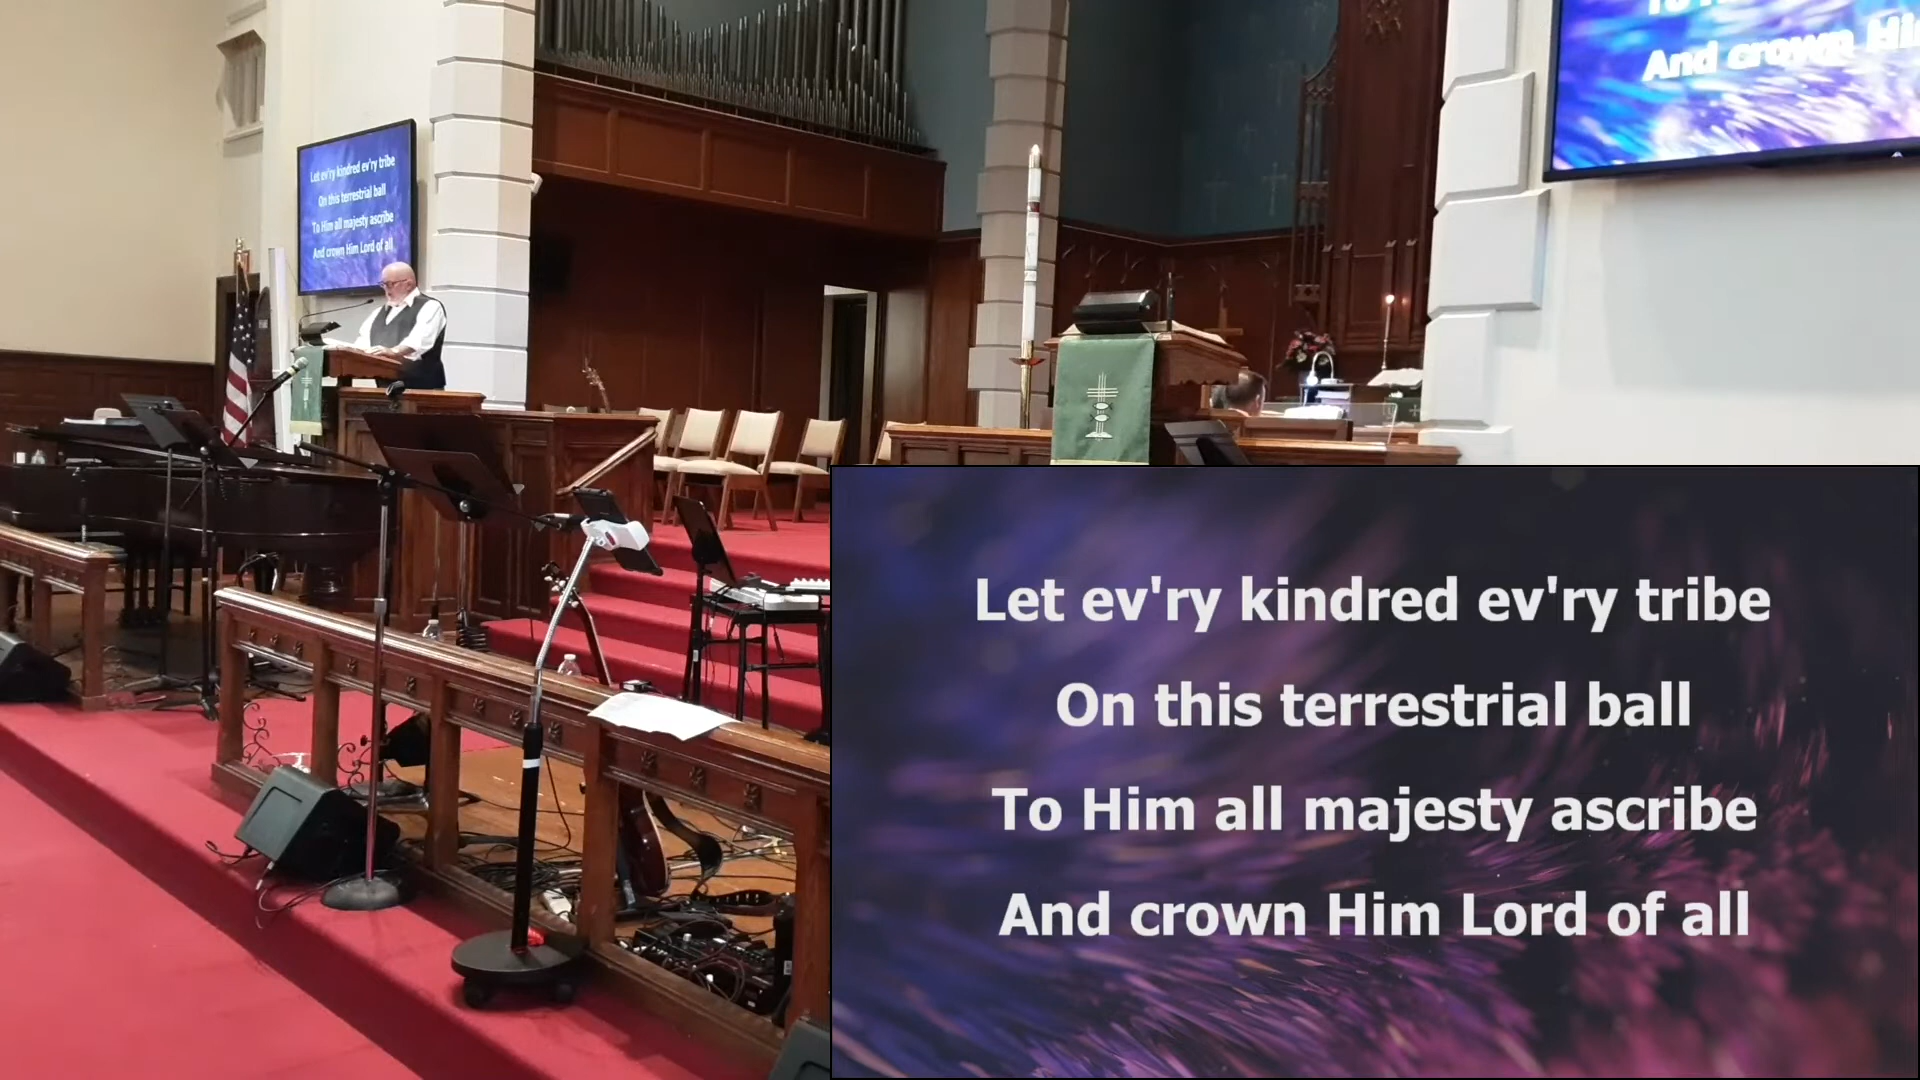 Let ev'ry kindred ev'ry tribe
On this terrestrial ball
To Him all majesty ascribe
And crown Him Lord of all
And crown
Let ev'ry kindred ev'ry tribe
On this terrestrial ball
To Him all majesty ascribe
And crown Him Lord of all